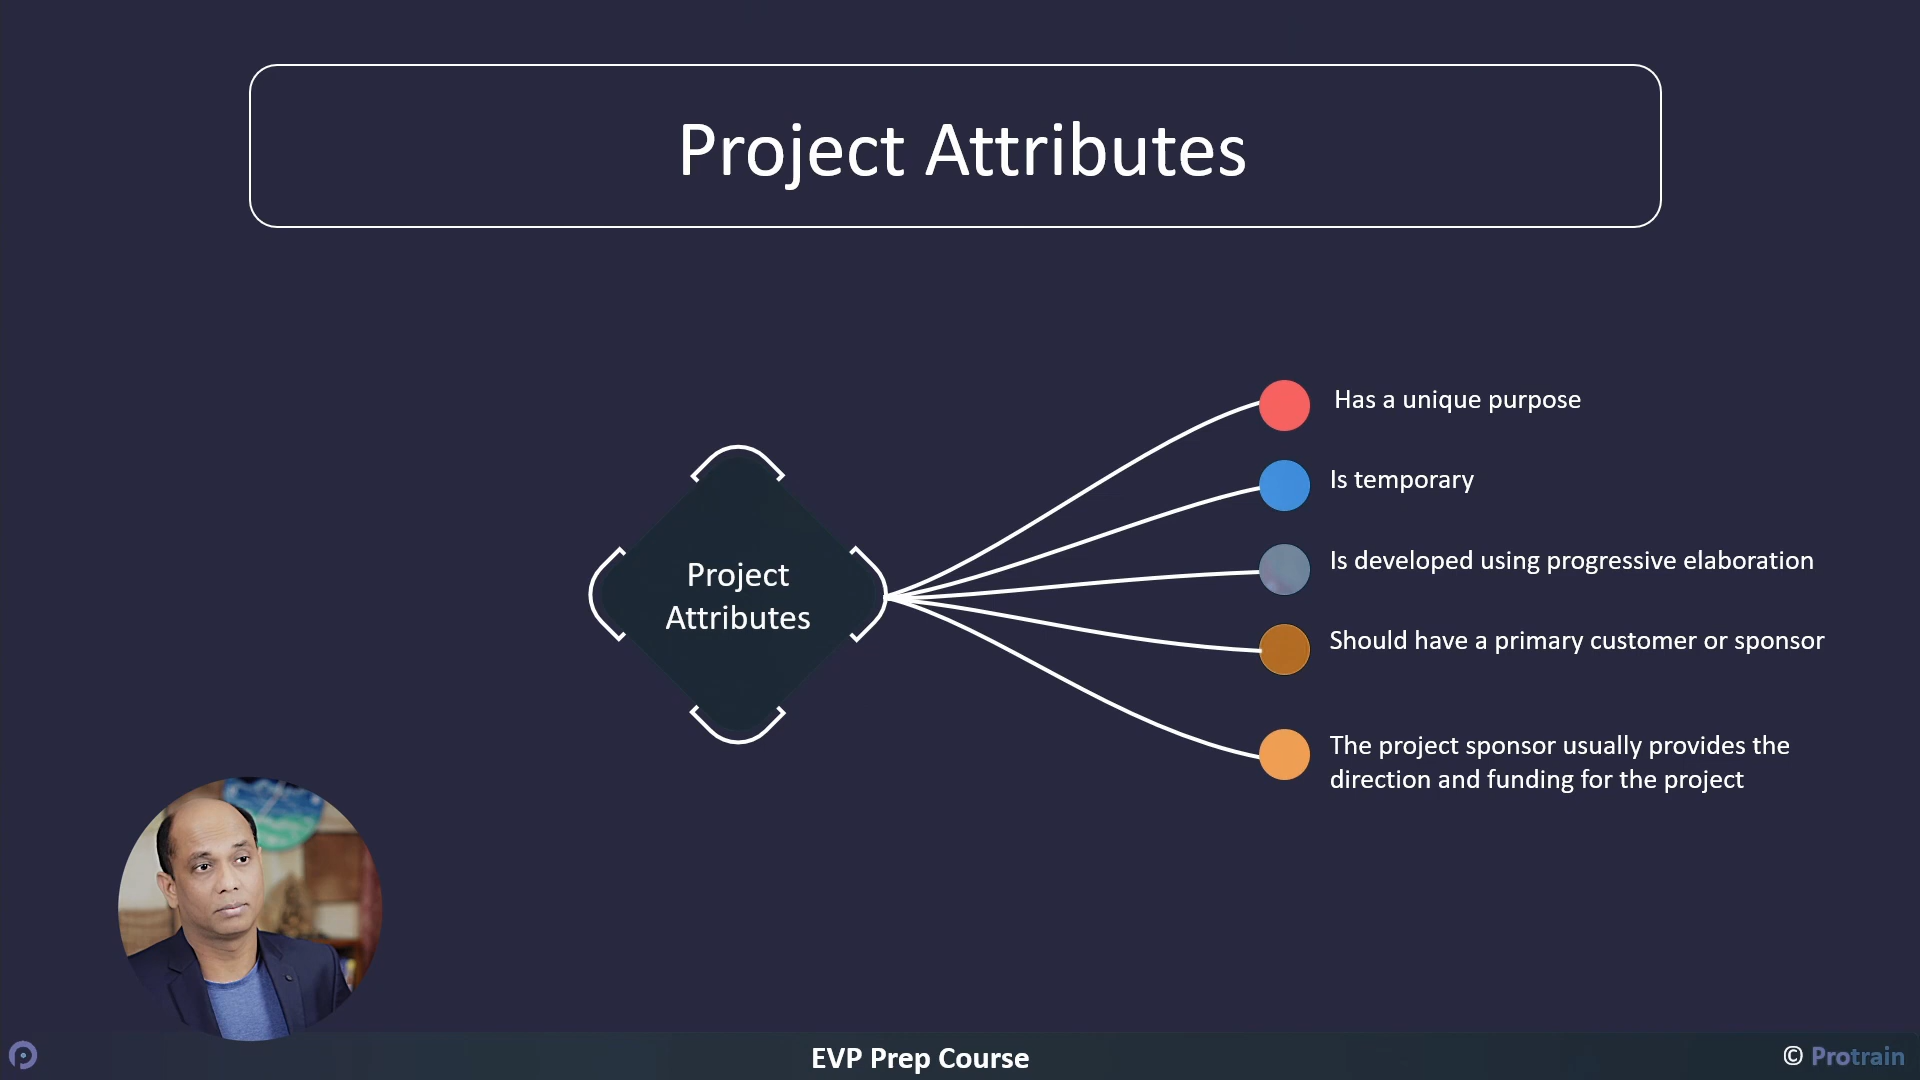 Project Attributes
Project
Attributes
Has a unique purpose
Is temporary
Is developed using progressive elaboration
Should have a primary customer or sponsor
The project sponsor usually provides the
direction and funding for the project
EVP Prep Course
© Protrain